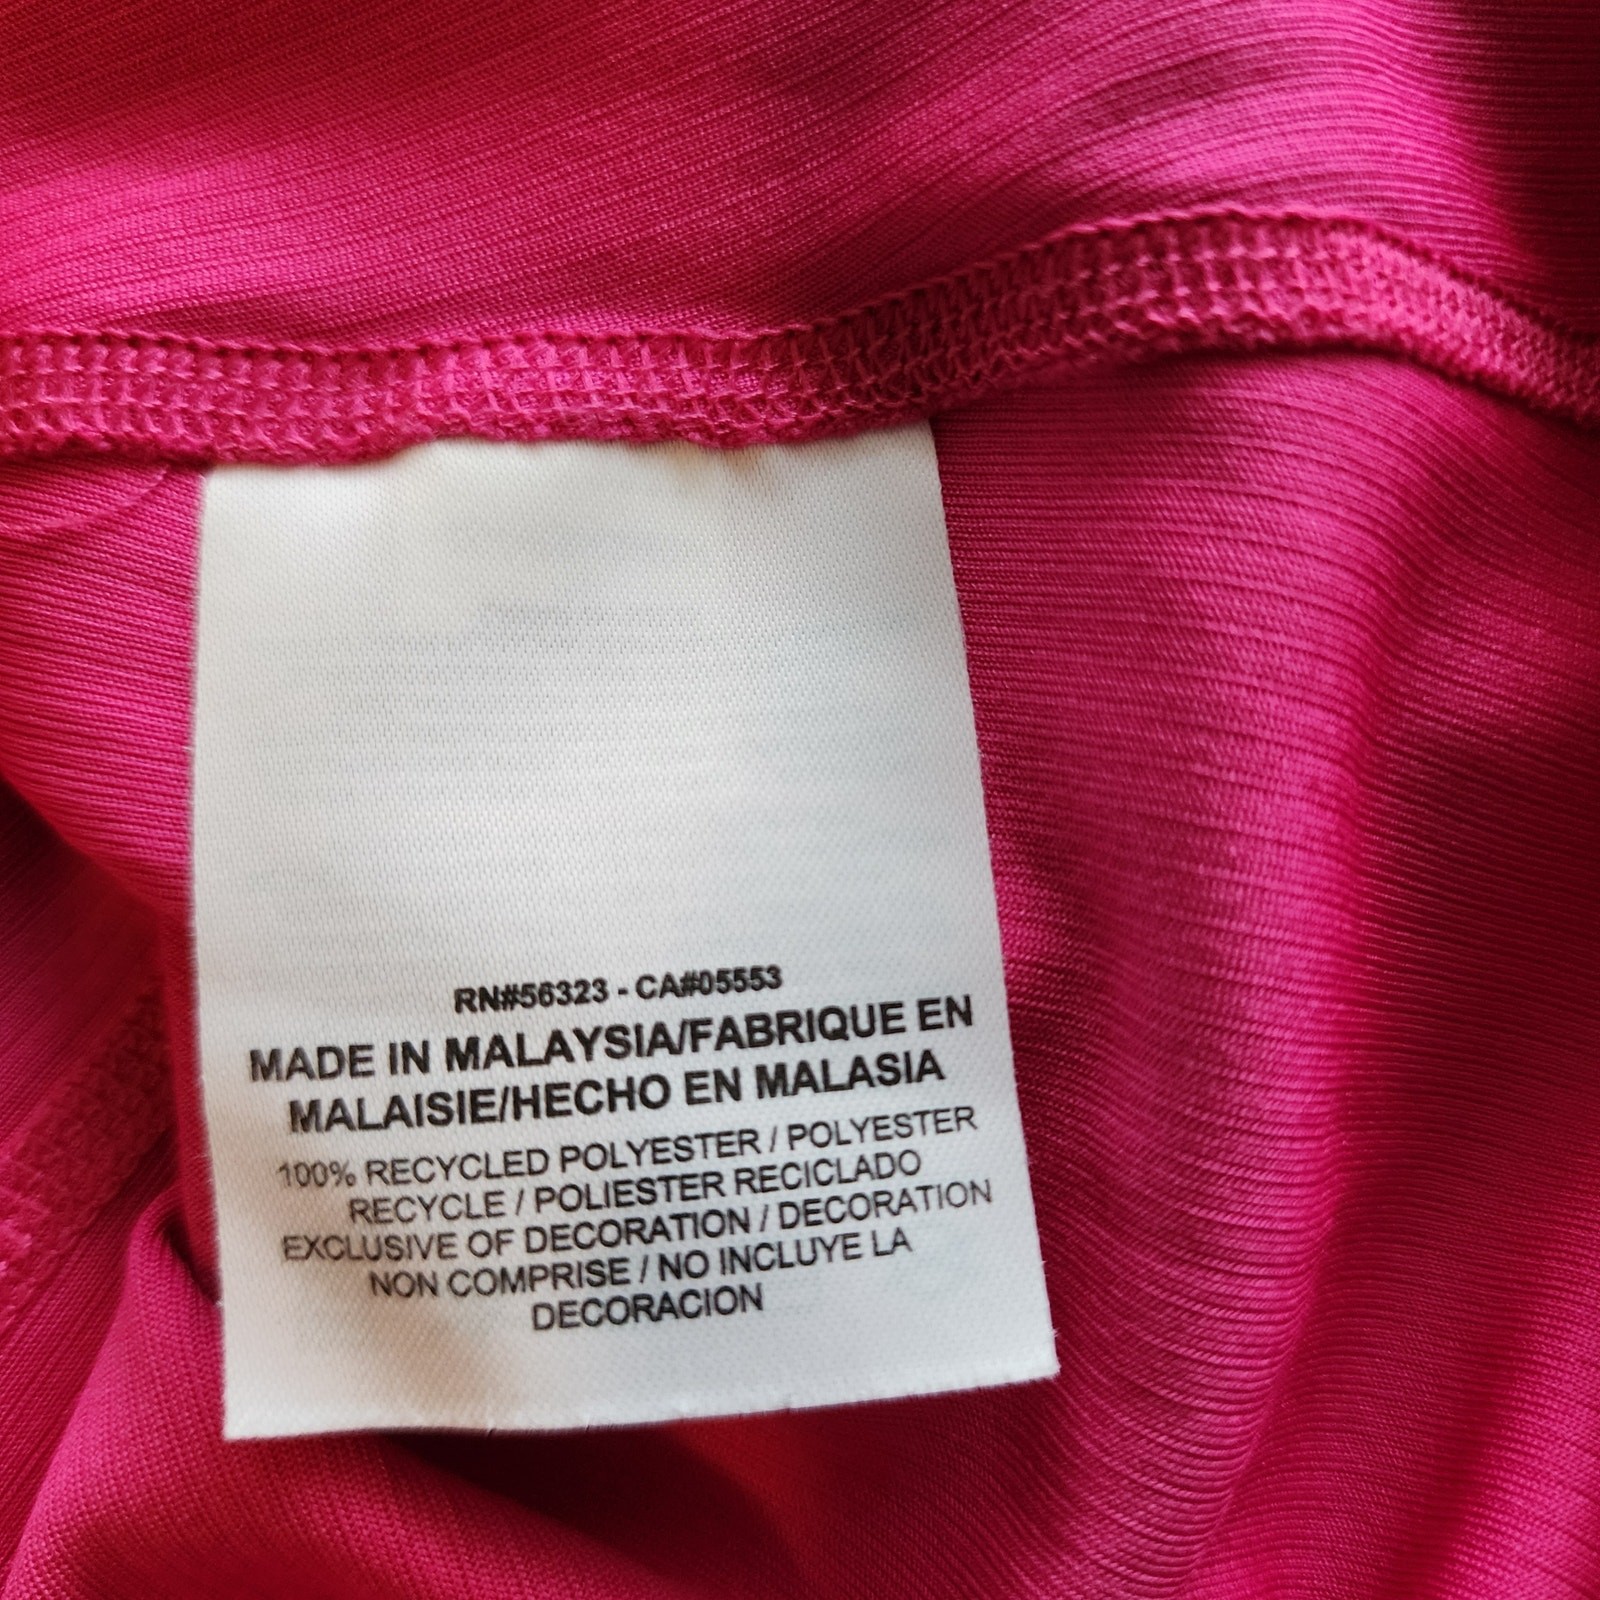 RN#56323 - CA#05553
MADE IN MALAYSIA/FABRIQUE EN
MALAISIE/HECHO EN MALASIA
100% RECYCLED POLYESTER / POLYESTER
RECYCLE / POLIESTER RECICLADO
EXCLUSIVE OF DECORATION / DECORATION
NON COMPRISE / NO INCLUYE LA
DECORACION